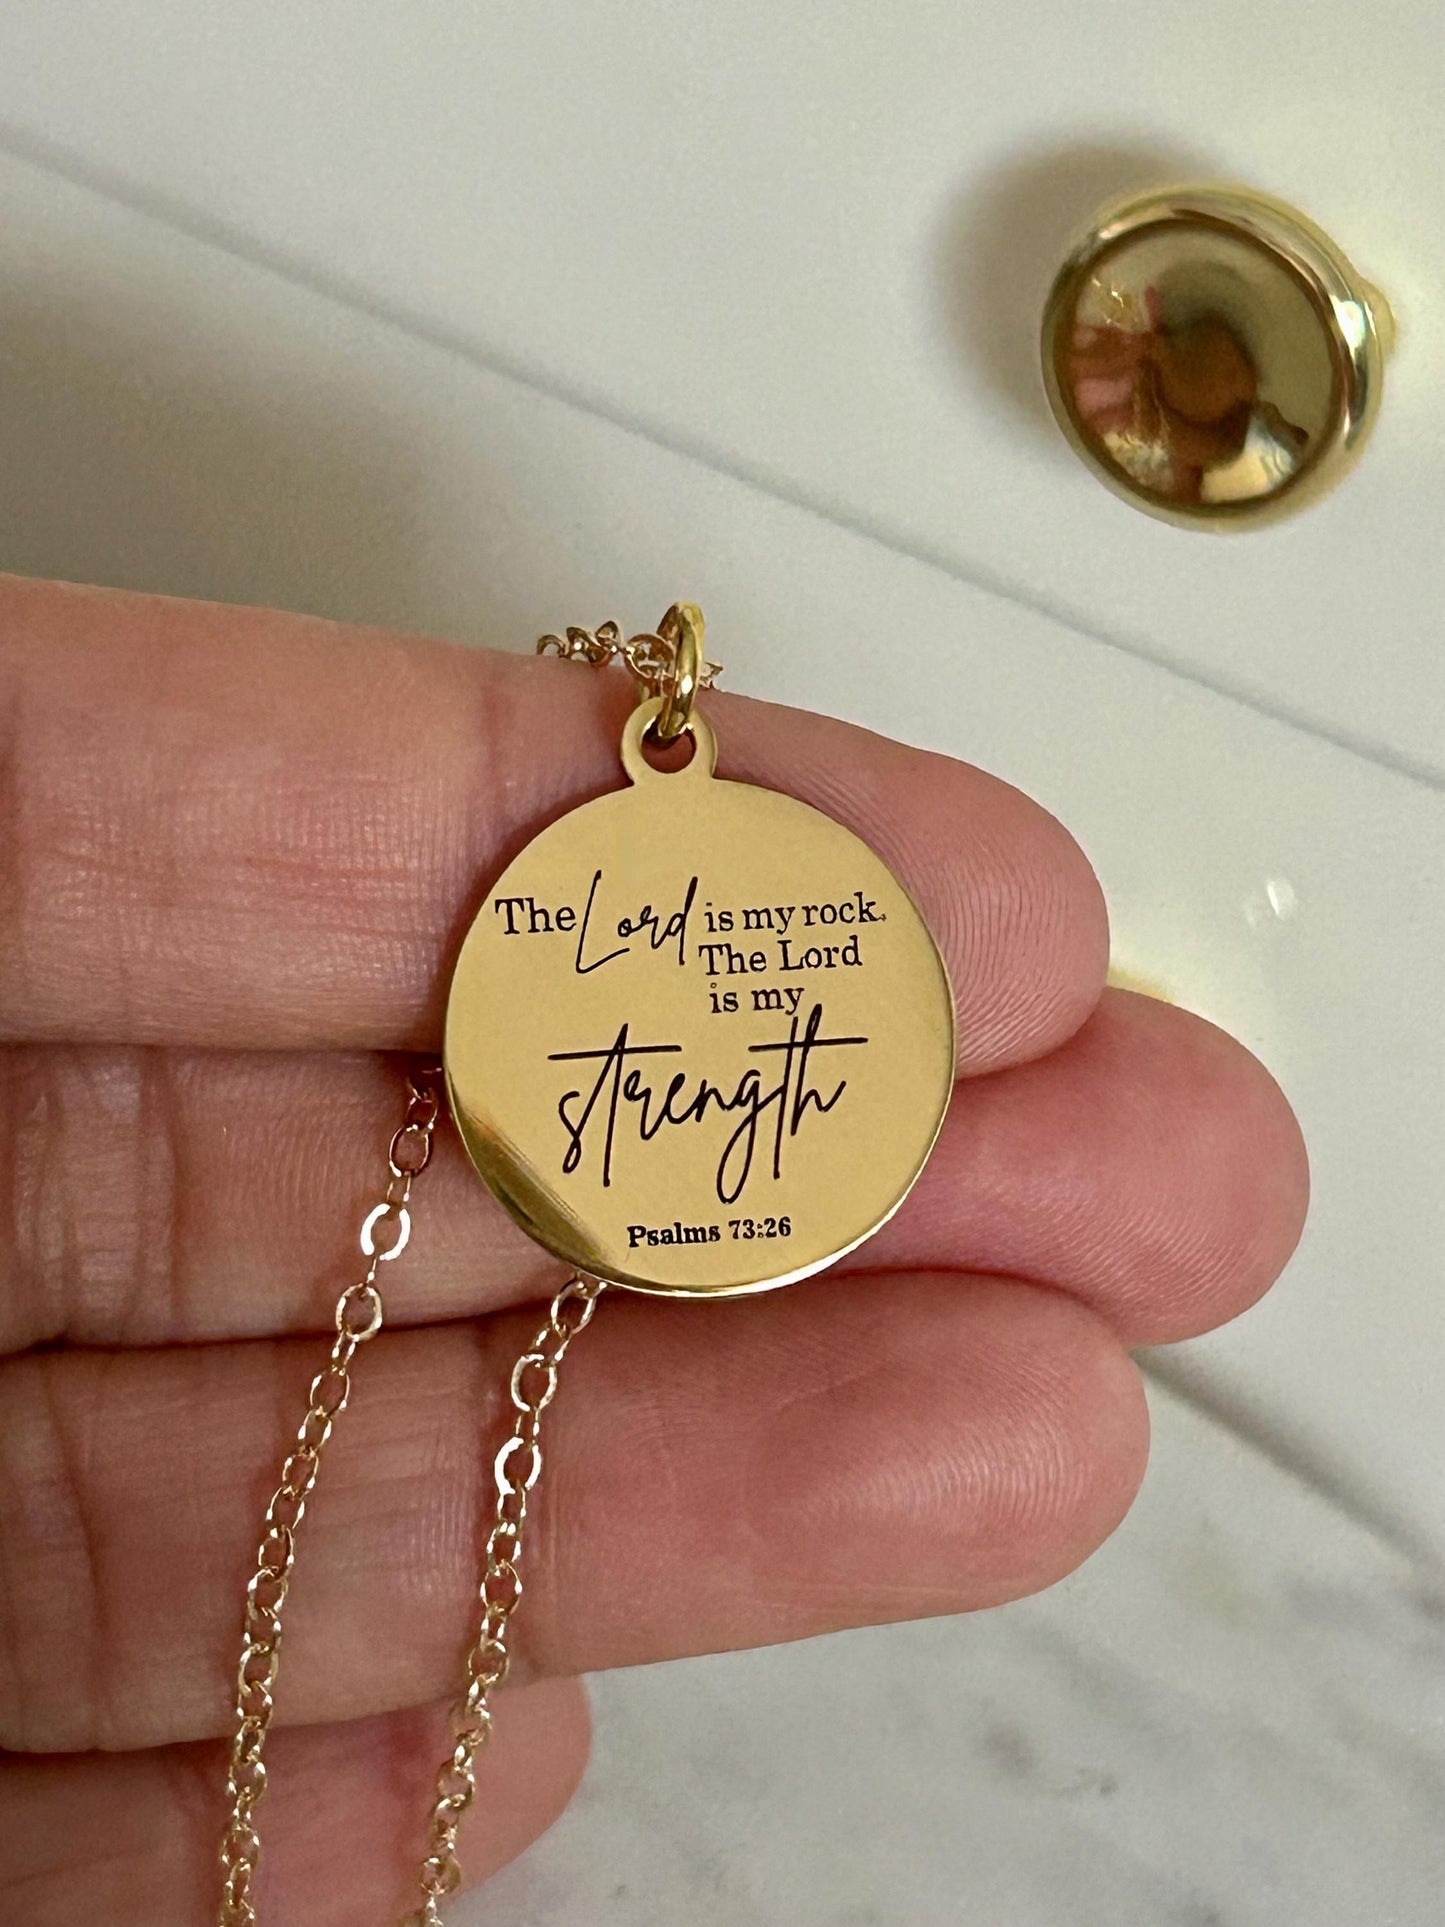 The Lord is my rock.
The Lord
is my
strength
Psalms 73:26